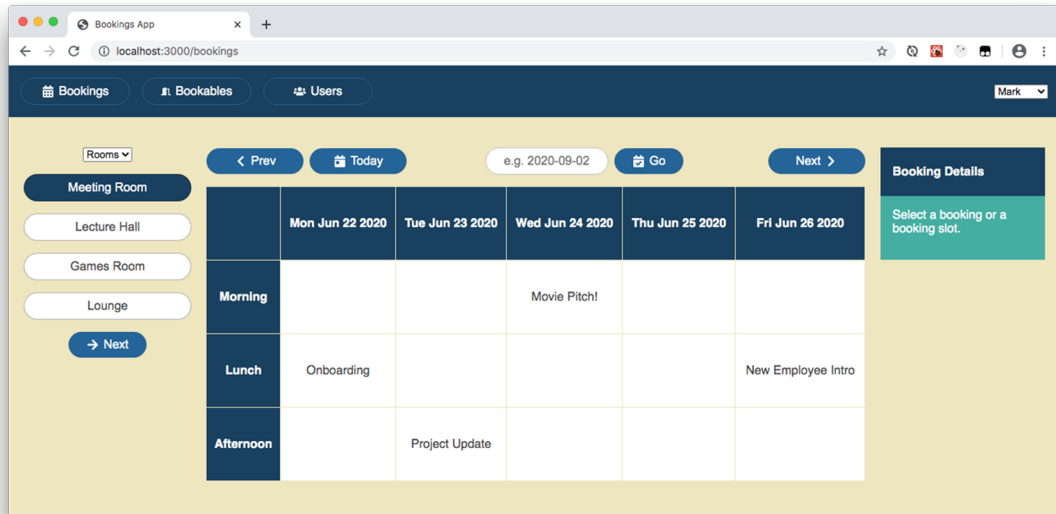 Bookings App
localhost:3000/bookings
Bookings Bookables Users Mark
Rooms
Meeting Room
Lecture Hall
Games Room
Lounge
Next
Prev Today e.g. 2020-09-02 Go Next
Mon Jun 22 2020 Tue Jun 23 2020 Wed Jun 24 2020 Thu Jun 25 2020 Fri Jun 26 2020
Morning Movie Pitch!
Lunch Onboarding New Employee Intro
Afternoon Project Update
Booking Details
Select a booking or a
booking slot.